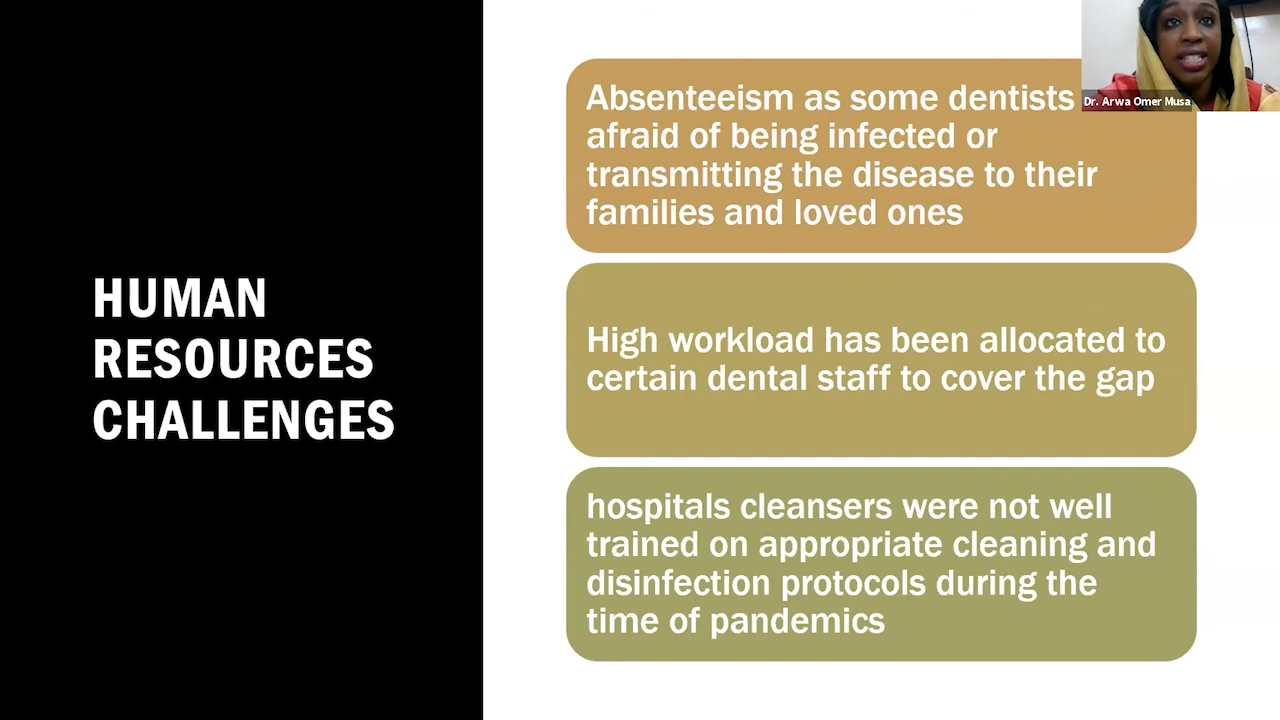 HUMAN
RESOURCES
CHALLENGES
Absenteeism as some dentists
afraid of being infected or
transmitting the disease to their
families and loved ones
High workload has been allocated to
certain dental staff to cover the gap
hospitals cleansers were not well
trained on appropriate cleaning and
disinfection protocols during the
time of pandemics
Dr. Arwa Omer Musa